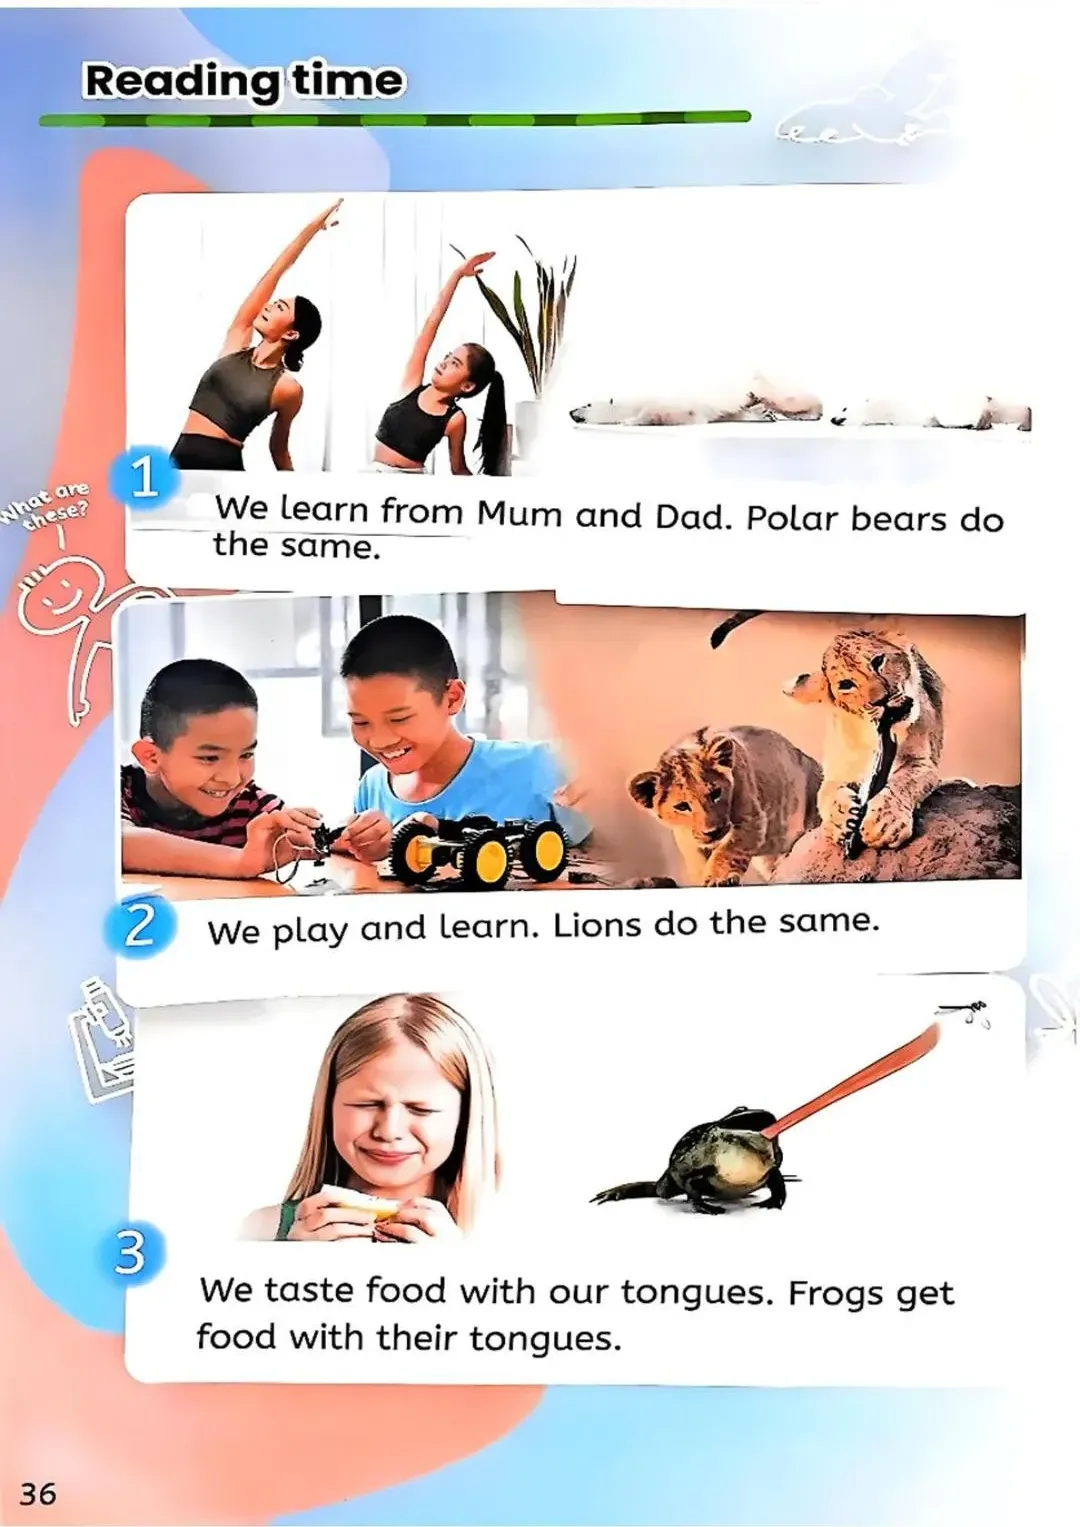 Reading time
1
We learn from Mum and Dad. Polar bears do
the same.
What are
these?
2
We play and learn. Lions do the same.
3
We taste food with our tongues. Frogs get
food with their tongues.
36